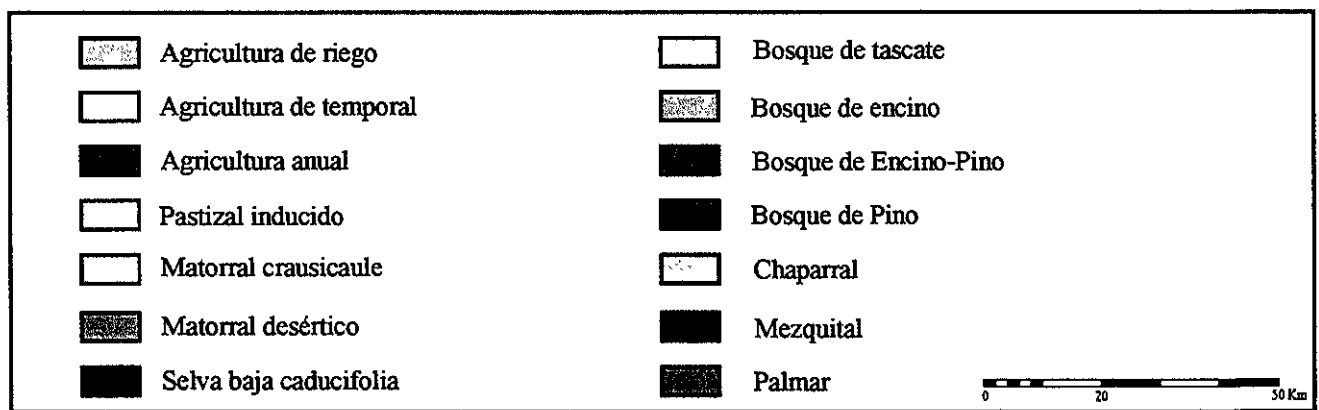 Agricultura de riego
Agricultura de temporal
Agricultura anual
Pastizal inducido
Matorral crausicaule
Matorral desértico
Selva baja caducifolia
Bosque de tascate
Bosque de encino
Bosque de Encino-Pino
Bosque de Pino
Chaparral
Mezquital
Palmar
0 20 50 Km